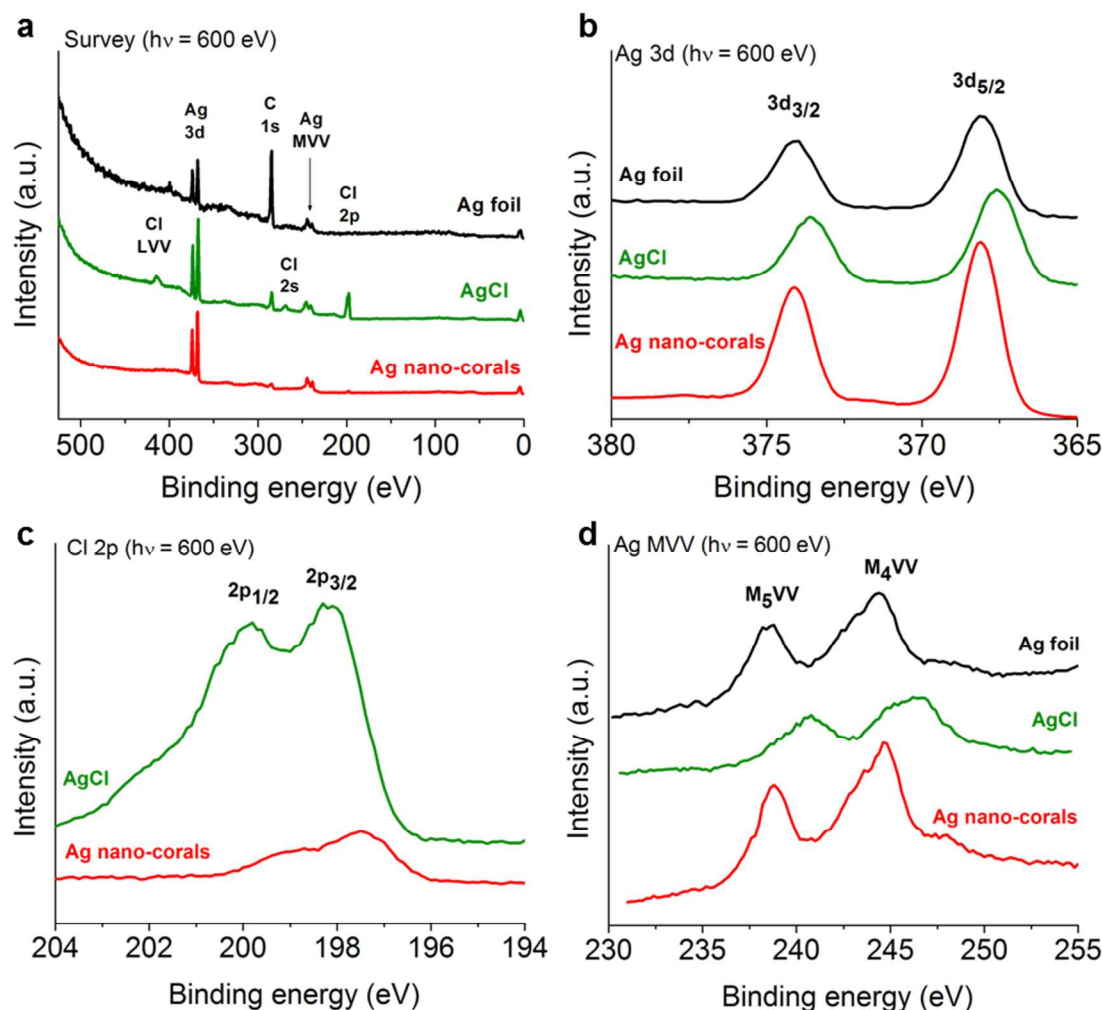 a
Survey (hν = 600 eV)
Ag
3d
C
1s
Ag
MVV
Cl
2p
Ag foil
Cl
LVV
Cl
2s
AgCl
Ag nano-corals
Intensity (a.u.)
500 400 300 200 100 0
Binding energy (eV)
b
Ag 3d (hν = 600 eV)
3d5/2
3d3/2
Ag foil
AgCl
Ag nano-corals
Intensity (a.u.)
380 375 370 365
Binding energy (eV)
c
Cl 2p (hν = 600 eV)
2p1/2
2p3/2
AgCl
Ag nano-corals
Intensity (a.u.)
204 202 200 198 196 194
Binding energy (eV)
d
Ag MVV (hν = 600 eV)
M4VV
M5VV
Ag foil
AgCl
Ag nano-corals
Intensity (a.u.)
230 235 240 245 250 255
Binding energy (eV)